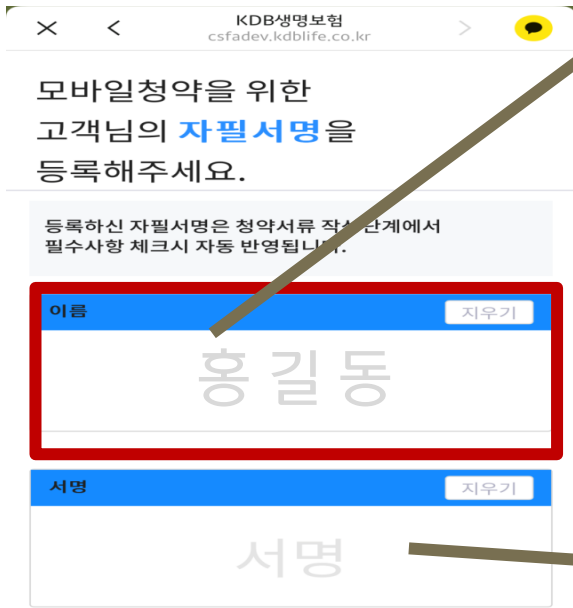 KDB생명보험
csfadev.kdblife.co.kr
모바일청약을 위한
고객님의 자필서명을
등록해주세요.
등록하신 자필서명은 청약서류 작성단계에서
필수사항 체크시 자동 반영됩니다.
이름
지우기
홍길동
서명
지우기
서명